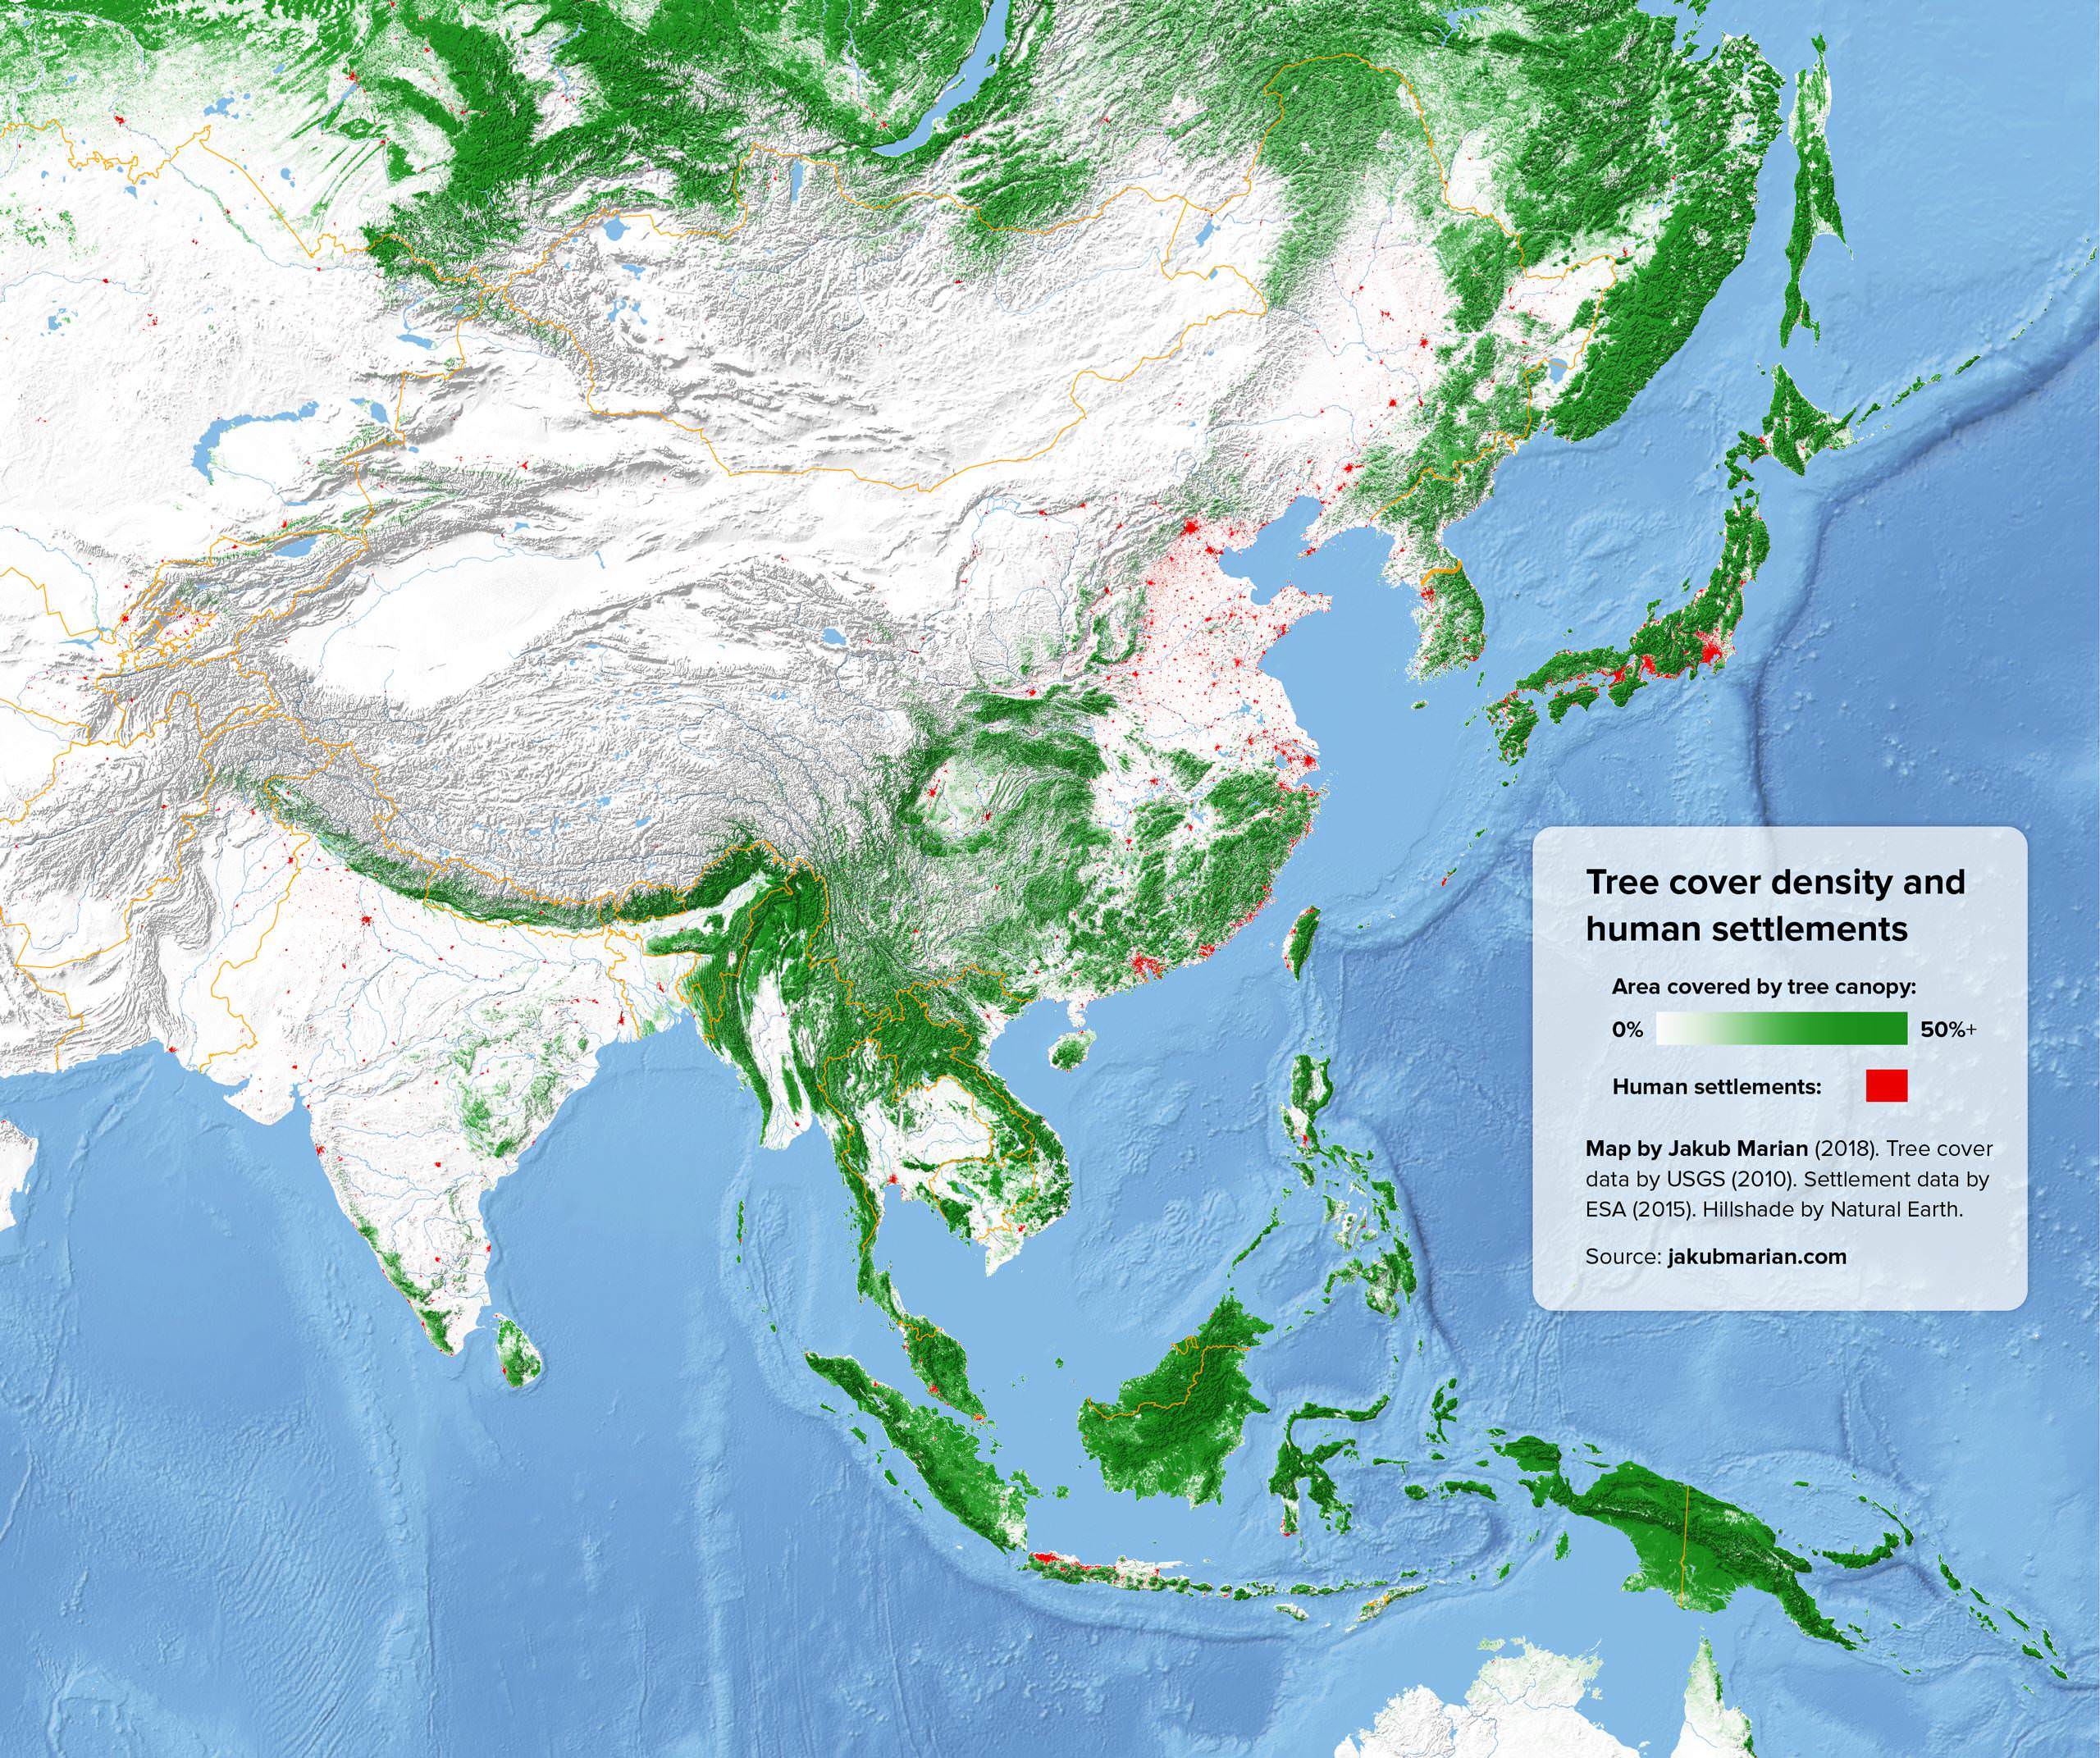 Tree cover density and
human settlements
Area covered by tree canopy:
0% 50%+
Human settlements:
Map by Jakub Marian (2018). Tree cover
data by USGS (2010). Settlement data by
ESA (2015). Hillshade by Natural Earth.
Source: jakubmarian.com